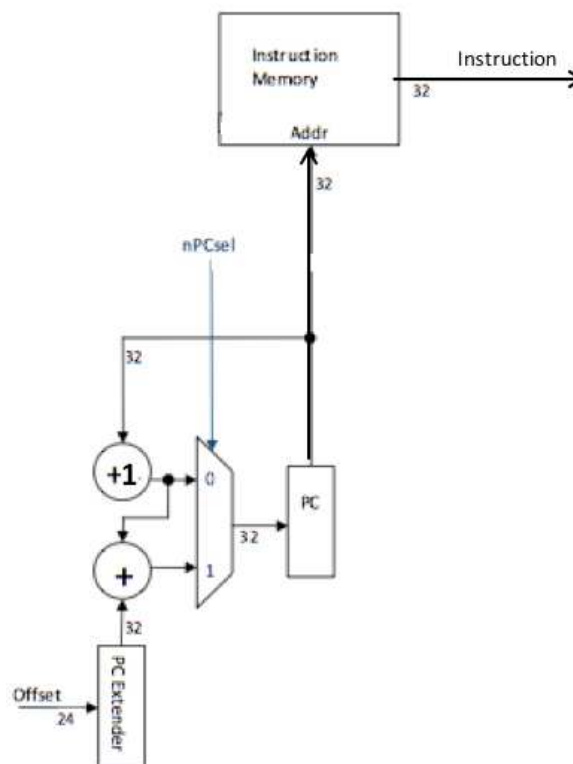 Instruction
Memory
Instruction
32
Addr
32
nPCsel
32
+1
0
PC
32
+
1
32
PC Extender
Offset
24